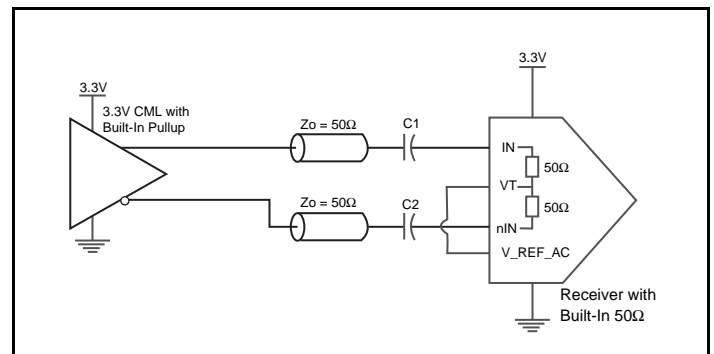 3.3V
3.3V
3.3V CML with
Built-In Pullup
Zo = 50Ω
C1
IN
50Ω
VT
Zo = 50Ω
C2
50Ω
nIN
V_REF_AC
Receiver with
Built-In 50Ω